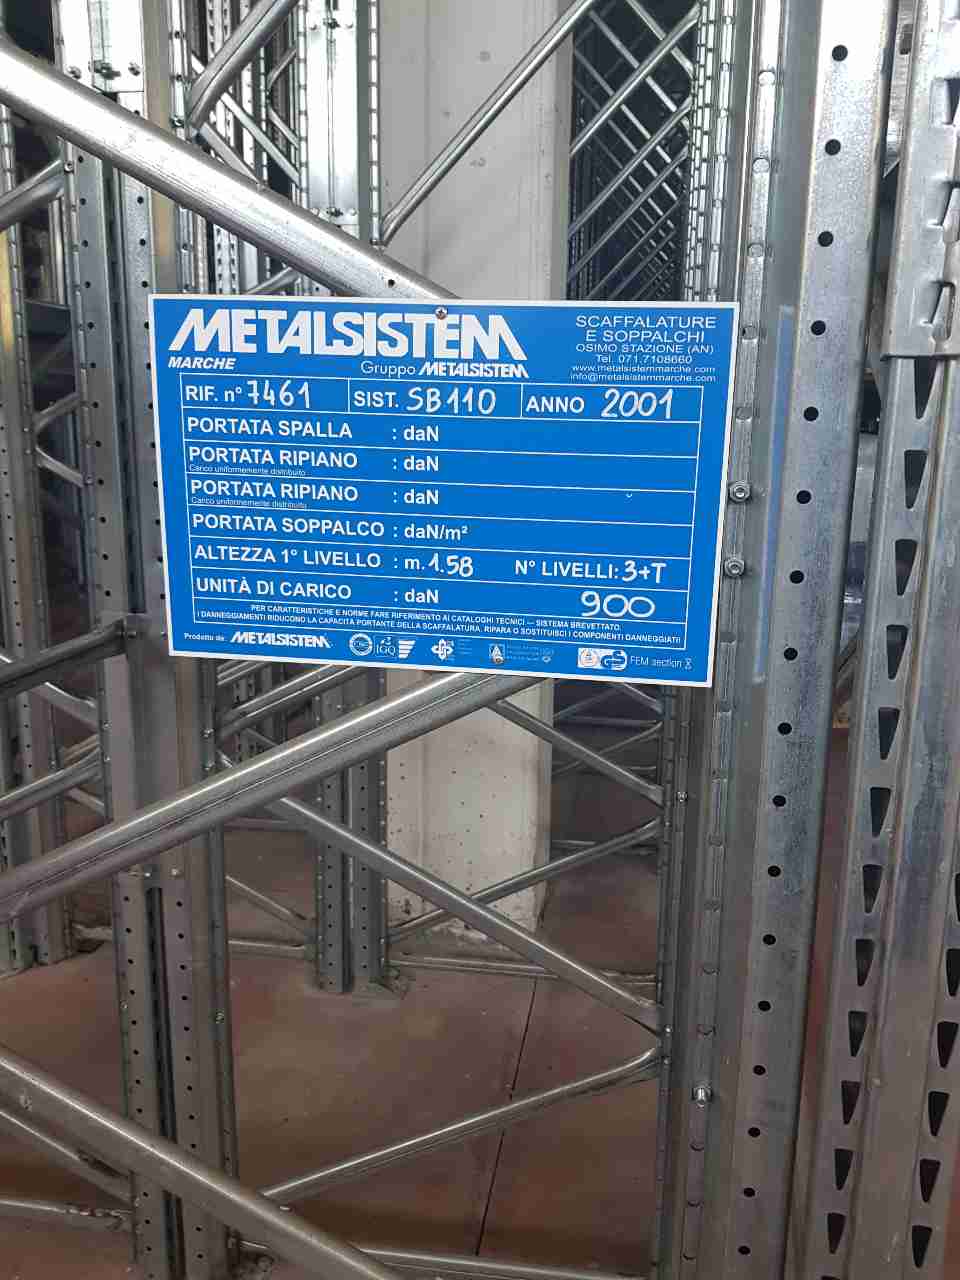 METALSISTEM
MARCHE
Gruppo METALSISTEM
SCAFFALATURE
E SOPPALCHI
OSIMO STAZIONE (AN)
Tel. 071.7108660
www.metalsistemmarche.com
info@metalsistemmarche.com
RIF. n° 7461 SIST. SB110 ANNO 2001
PORTATA SPALLA : daN
PORTATA RIPIANO : daN
Carico uniformemente distribuito
PORTATA RIPIANO : daN
Carico uniformemente distribuito
PORTATA SOPPALCO : daN/m²
ALTEZZA 1° LIVELLO : m. 1.58 N° LIVELLI: 3+T
UNITÀ DI CARICO : daN 900
PER CARATTERISTICHE E NORME FARE RIFERIMENTO AI CATALOGHI TECNICI — SISTEMA BREVETTATO.
I DANNEGGIAMENTI RIDUCONO LA CAPACITÀ PORTANTE DELLA SCAFFALATURA. RIPARA O SOSTITUISCI I COMPONENTI DANNEGGIATI!
Prodotto da: METALSISTEM IGQ FEM section X